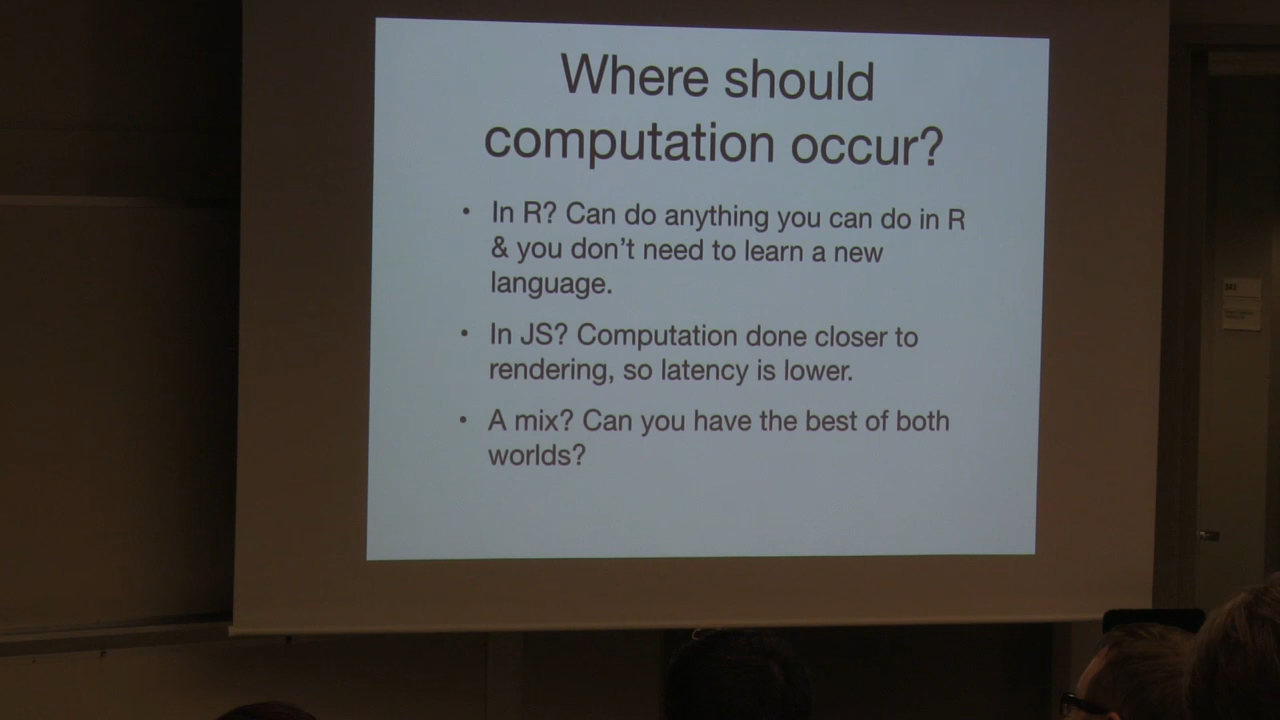 Where should
computation occur?
• In R? Can do anything you can do in R
& you don't need to learn a new
language.
• In JS? Computation done closer to
rendering, so latency is lower.
• A mix? Can you have the best of both
worlds?